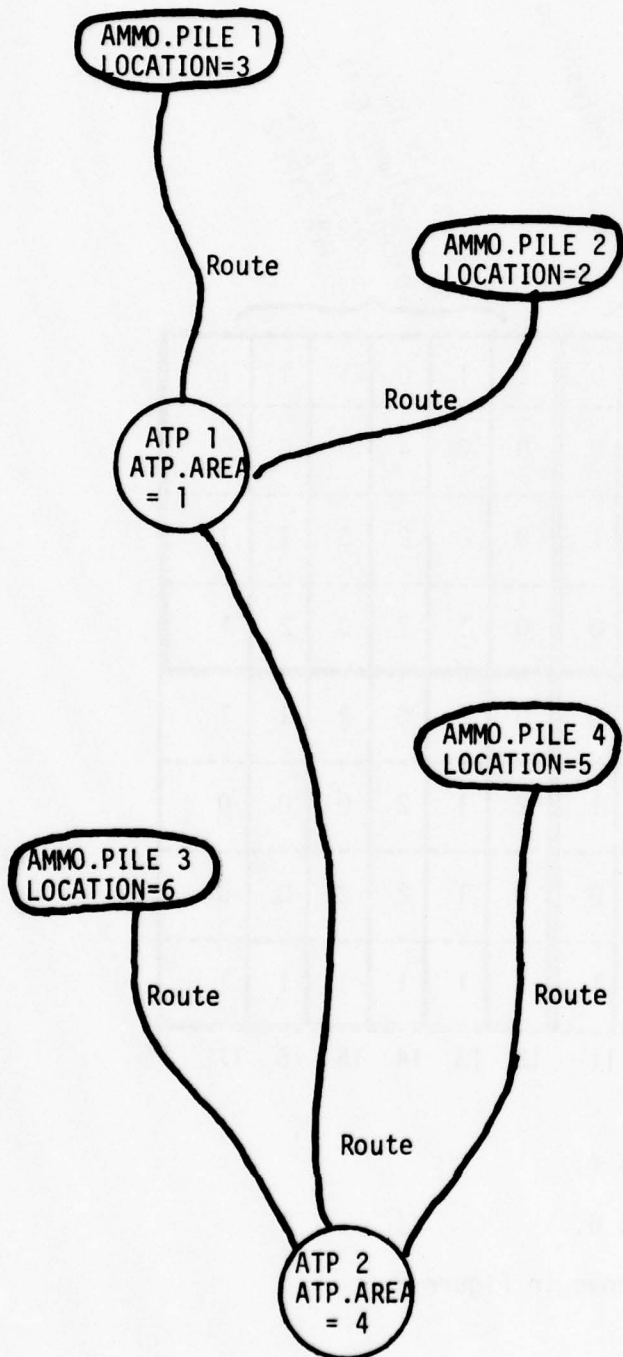 AMMO.PILE 1
LOCATION=3
Route
AMMO.PILE 2
LOCATION=2
Route
ATP 1
ATP.AREA
= 1
AMMO.PILE 4
LOCATION=5
AMMO.PILE 3
LOCATION=6
Route
Route
Route
ATP 2
ATP.AREA
= 4